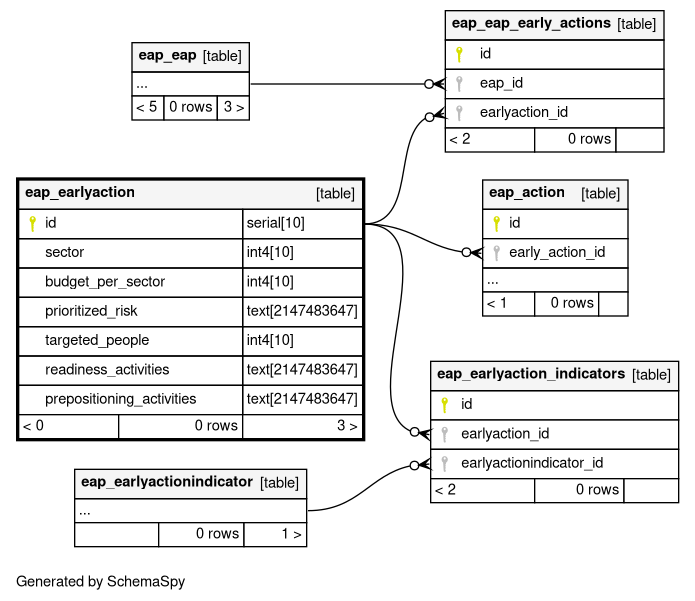 eap_eap [table]
...
< 5 0 rows 3 >
eap_eap_early_actions [table]
id
eap_id
earlyaction_id
< 2 0 rows
eap_earlyaction [table]
id serial[10]
sector int4[10]
budget_per_sector int4[10]
prioritized_risk text[2147483647]
targeted_people int4[10]
readiness_activities text[2147483647]
prepositioning_activities text[2147483647]
< 0 0 rows 3 >
eap_action [table]
id
early_action_id
...
< 1 0 rows
eap_earlyaction_indicators [table]
id
earlyaction_id
earlyactionindicator_id
< 2 0 rows
eap_earlyactionindicator [table]
...
0 rows 1 >
Generated by SchemaSpy